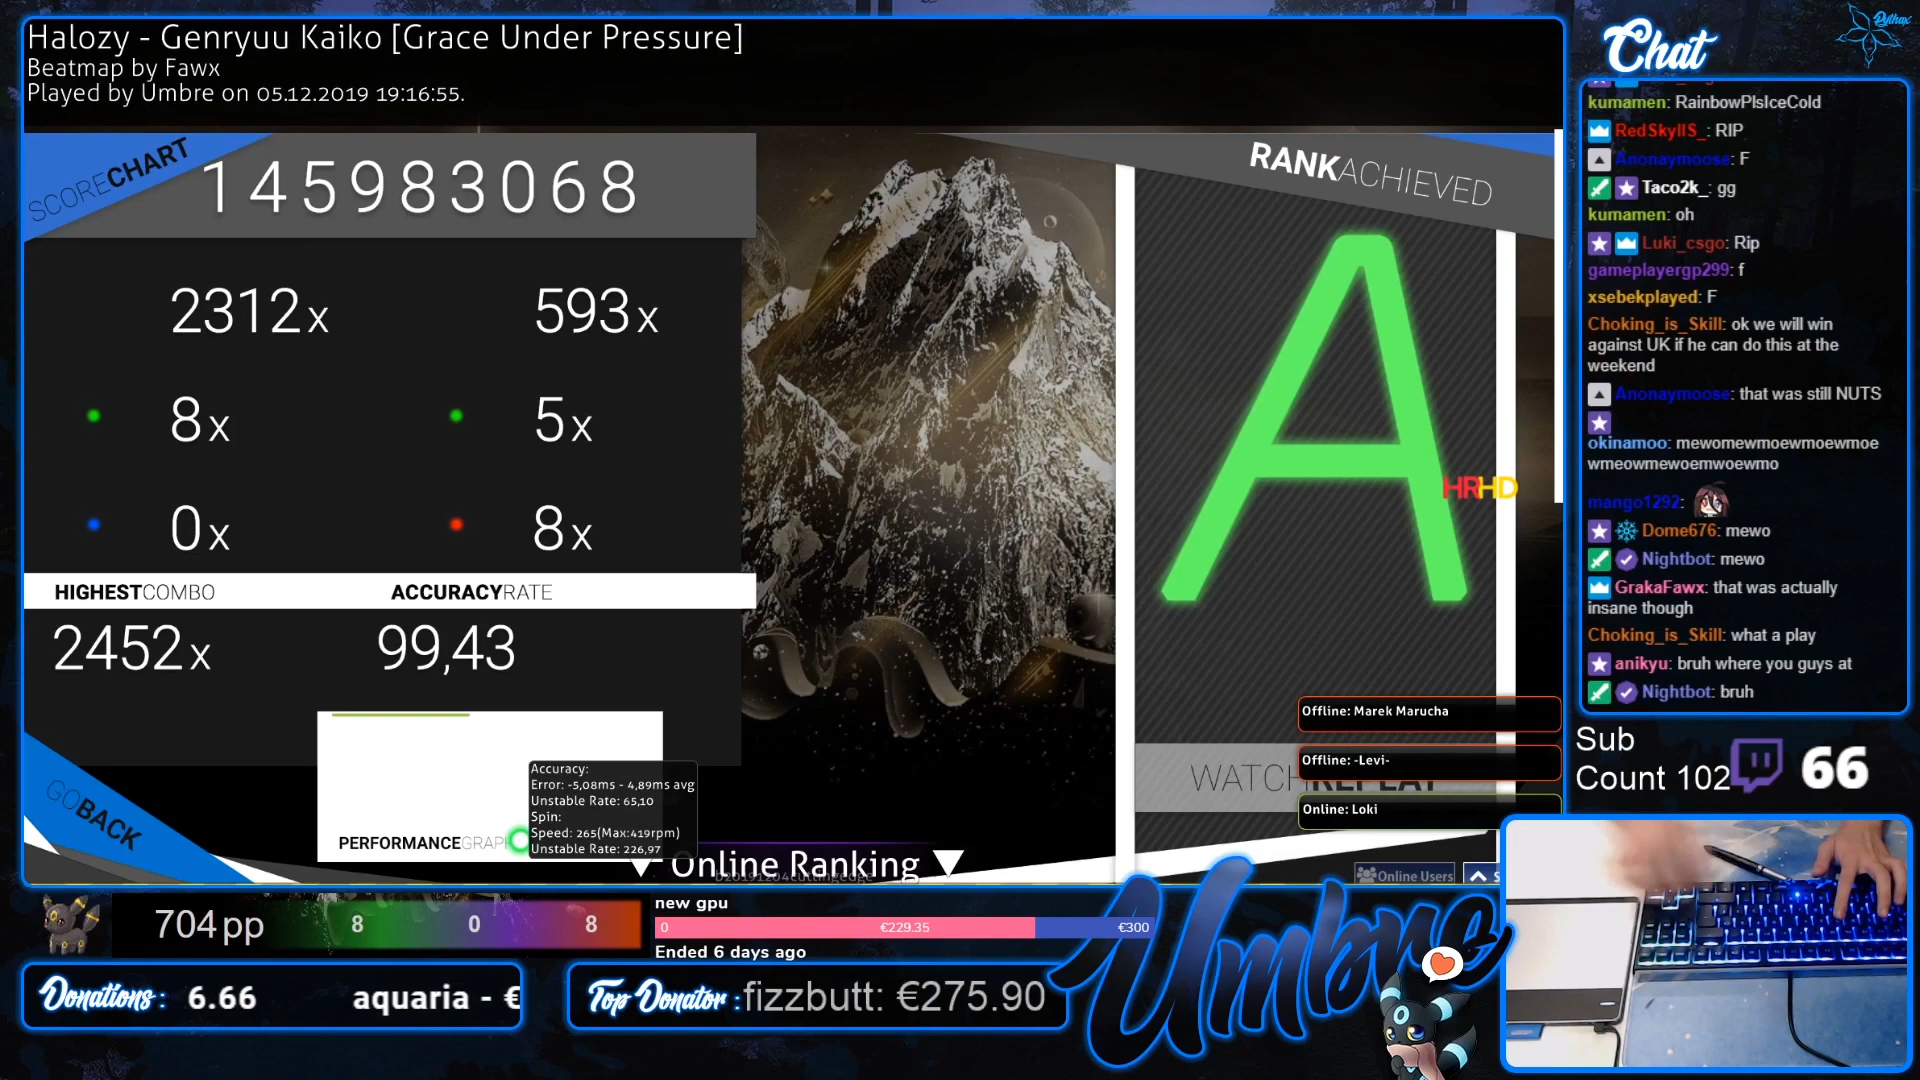 Halozy - Genryuu Kaiko [Grace Under Pressure]
Beatmap by Fawx
Played by Umbre on 05.12.2019 19:16:55.
SCORECHART
145983068
RANKACHIEVED
2312x 593x
8x 5x
0x 8x
A
HRHD
HIGHESTCOMBO ACCURACYRATE
2452x 99,43
PERFORMANCEGRAPH
Accuracy:
Error: -5,08ms - 4,89ms avg
Unstable Rate: 65,10
Spin:
Speed: 265(Max:419rpm)
Unstable Rate: 226,97
GOBACK
Online Ranking
b20191204cuttingedge
WATCHREPLAY
Offline: Marek Marucha
Offline: -Levi-
Online: Loki
Online Users
S
704pp
8 0 8
new gpu
0 €229.35 €300
Ended 6 days ago
Donations: 6.66 aquaria - €
Top Donator: fizzbutt: €275.90
Umbre
Chat
kumamen: RainbowPlsIceCold
RedSkyllS_: RIP
Anonaymoose: F
Taco2k_: gg
kumamen: oh
Luki_csgo: Rip
gameplayergp299: f
xsebekplayed: F
Choking_is_Skill: ok we will win
against UK if he can do this at the
weekend
Anonaymoose: that was still NUTS
okinamoo: mewomewmoewmoewmoe
wmeowmewoemwoewmo
mango1292:
Dome676: mewo
Nightbot: mewo
GrakaFawx: that was actually
insane though
Choking_is_Skill: what a play
anikyu: bruh where you guys at
Nightbot: bruh
Sub
Count 102
66